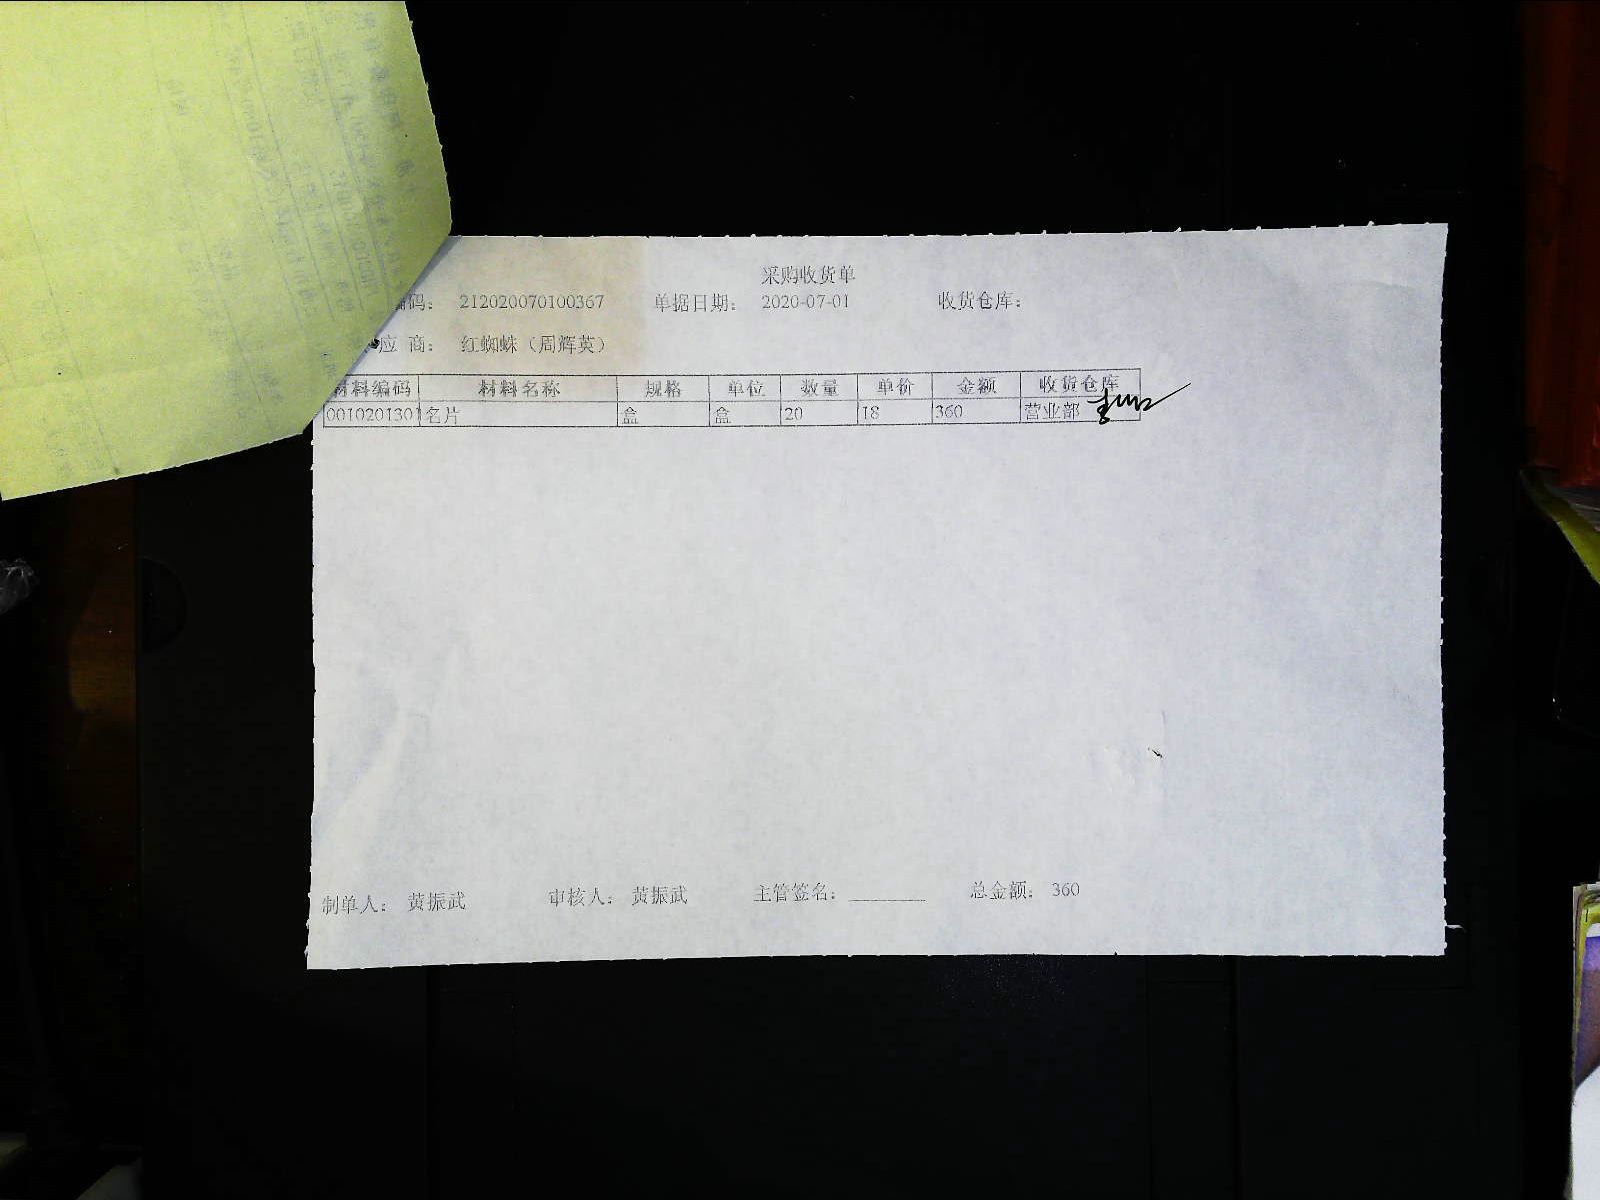 采购收货单
编码： 212020070100367 单据日期： 2020-07-01 收货仓库：
应 商： 红蜘蛛（周辉英）
材料编码 材料名称 规格 单位 数量 单价 金额 收货仓库
0010201301 名片 盒 盒 20 18 360 营业部
制单人： 黄振武 审核人： 黄振武 主管签名： ________ 总金额： 360